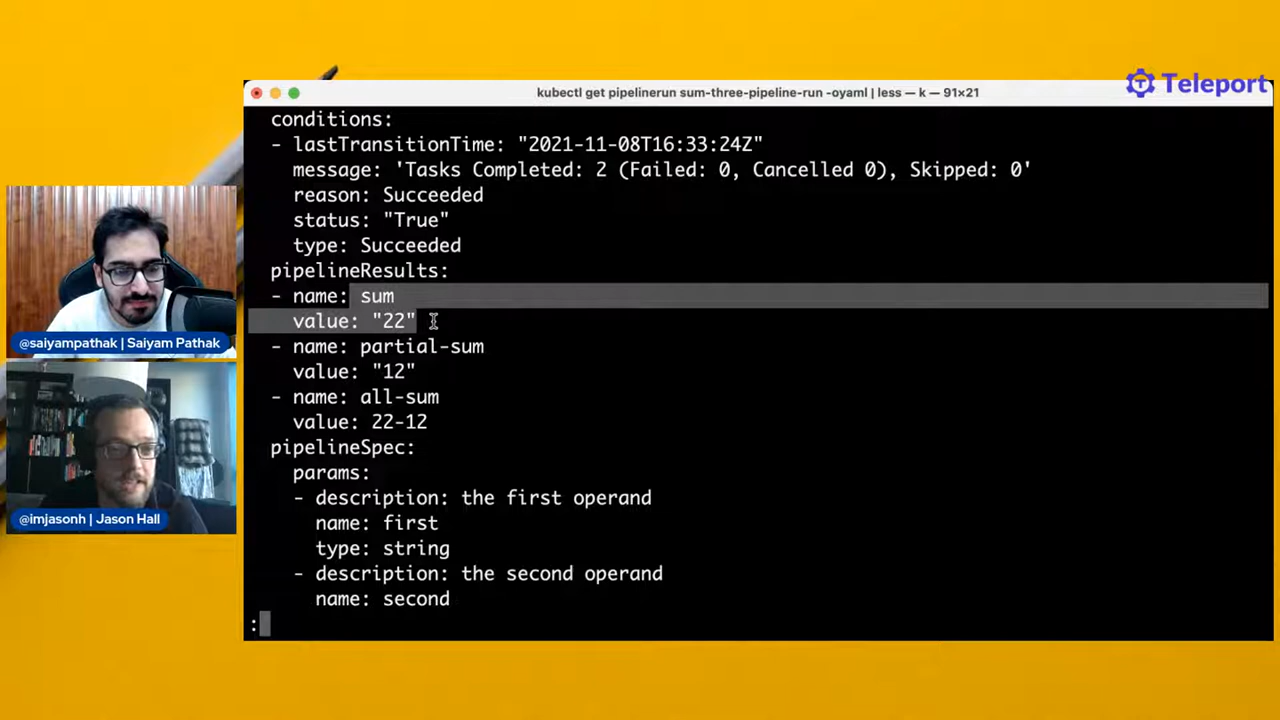 kubectl get pipelinerun sum-three-pipeline-run -oyaml | less — k — 91×21
Teleport
conditions:
- lastTransitionTime: "2021-11-08T16:33:24Z"
message: 'Tasks Completed: 2 (Failed: 0, Cancelled 0), Skipped: 0'
reason: Succeeded
status: "True"
type: Succeeded
pipelineResults:
- name: sum
value: "22"
- name: partial-sum
value: "12"
- name: all-sum
value: 22-12
pipelineSpec:
params:
- description: the first operand
name: first
type: string
- description: the second operand
name: second
:
@saiyampathak | Saiyam Pathak
@imjasonh | Jason Hall